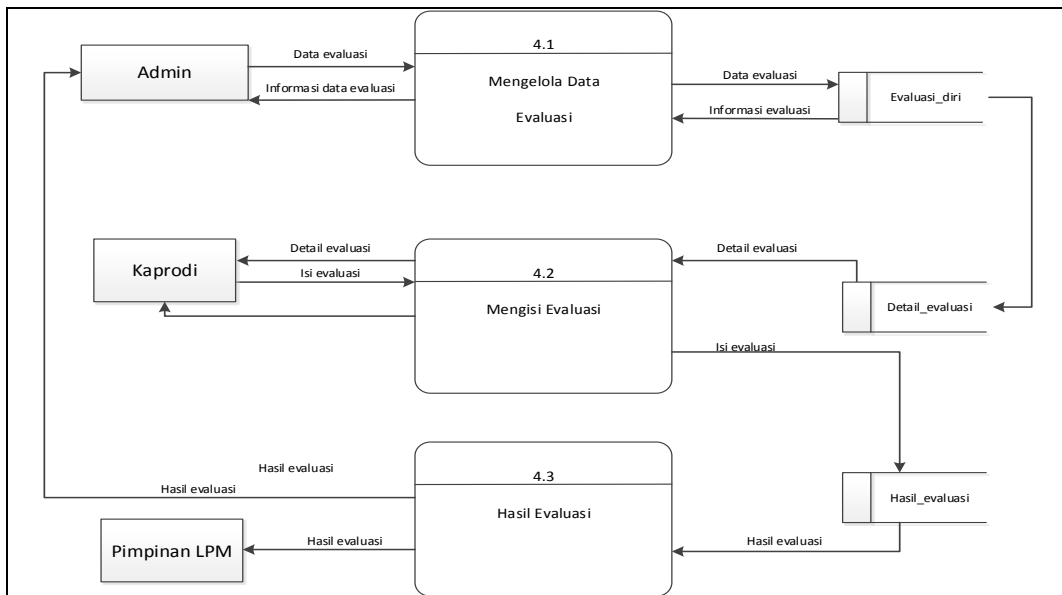 4.1
Data evaluasi
Admin
Mengelola Data
Evaluasi
Informasi data evaluasi
Data evaluasi
Evaluasi_diri
Informasi evaluasi
4.2
Detail evaluasi
Kaprodi
Isi evaluasi
Mengisi Evaluasi
Detail evaluasi
Detail_evaluasi
Isi evaluasi
4.3
Hasil evaluasi
Hasil evaluasi
Hasil Evaluasi
Hasil_evaluasi
Pimpinan LPM
Hasil evaluasi
Hasil evaluasi